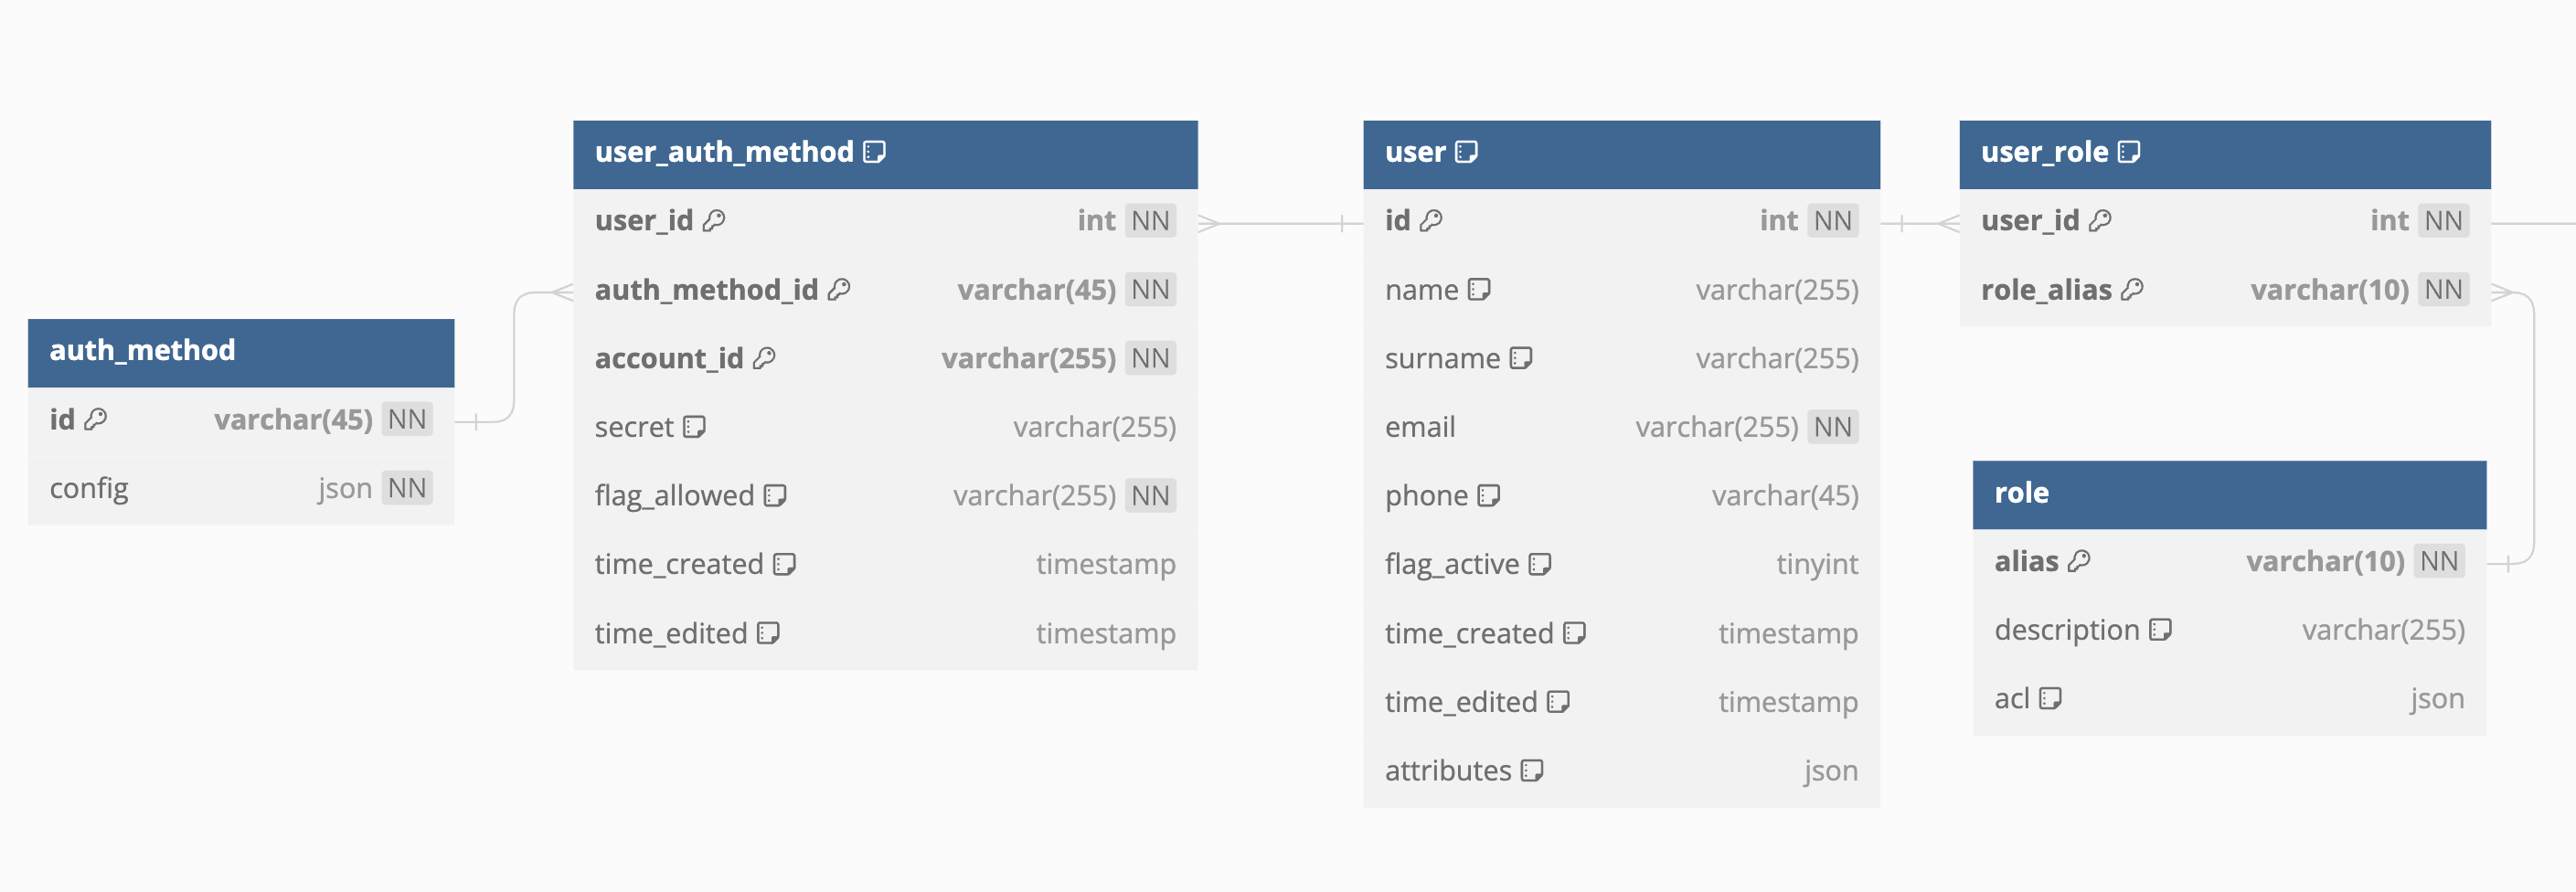 auth_method
id varchar(45) NN
config json NN
user_auth_method
user_id int NN
auth_method_id varchar(45) NN
account_id varchar(255) NN
secret varchar(255)
flag_allowed varchar(255) NN
time_created timestamp
time_edited timestamp
user
id int NN
name varchar(255)
surname varchar(255)
email varchar(255) NN
phone varchar(45)
flag_active tinyint
time_created timestamp
time_edited timestamp
attributes json
user_role
user_id int NN
role_alias varchar(10) NN
role
alias varchar(10) NN
description varchar(255)
acl json